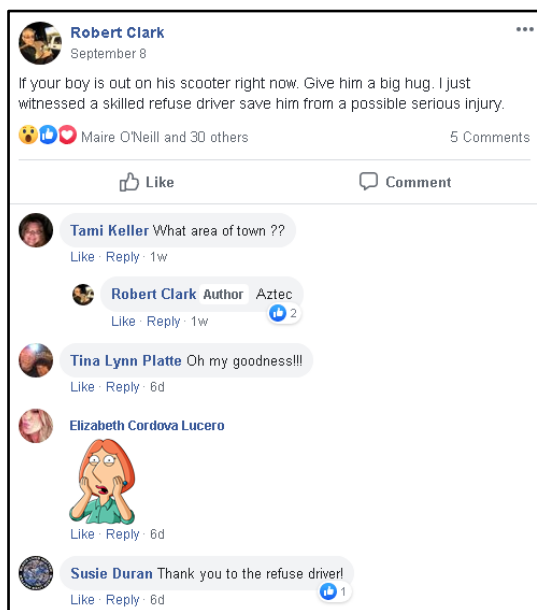 Robert Clark
September 8
If your boy is out on his scooter right now. Give him a big hug. I just
witnessed a skilled refuse driver save him from a possible serious injury.
Maire O'Neill and 30 others 5 Comments
Like Comment
Tami Keller What area of town ??
Like · Reply · 1w
Robert Clark Author Aztec
2
Like · Reply · 1w
Tina Lynn Platte Oh my goodness!!!
Like · Reply · 6d
Elizabeth Cordova Lucero
Like · Reply · 6d
Susie Duran Thank you to the refuse driver!
1
Like · Reply · 6d